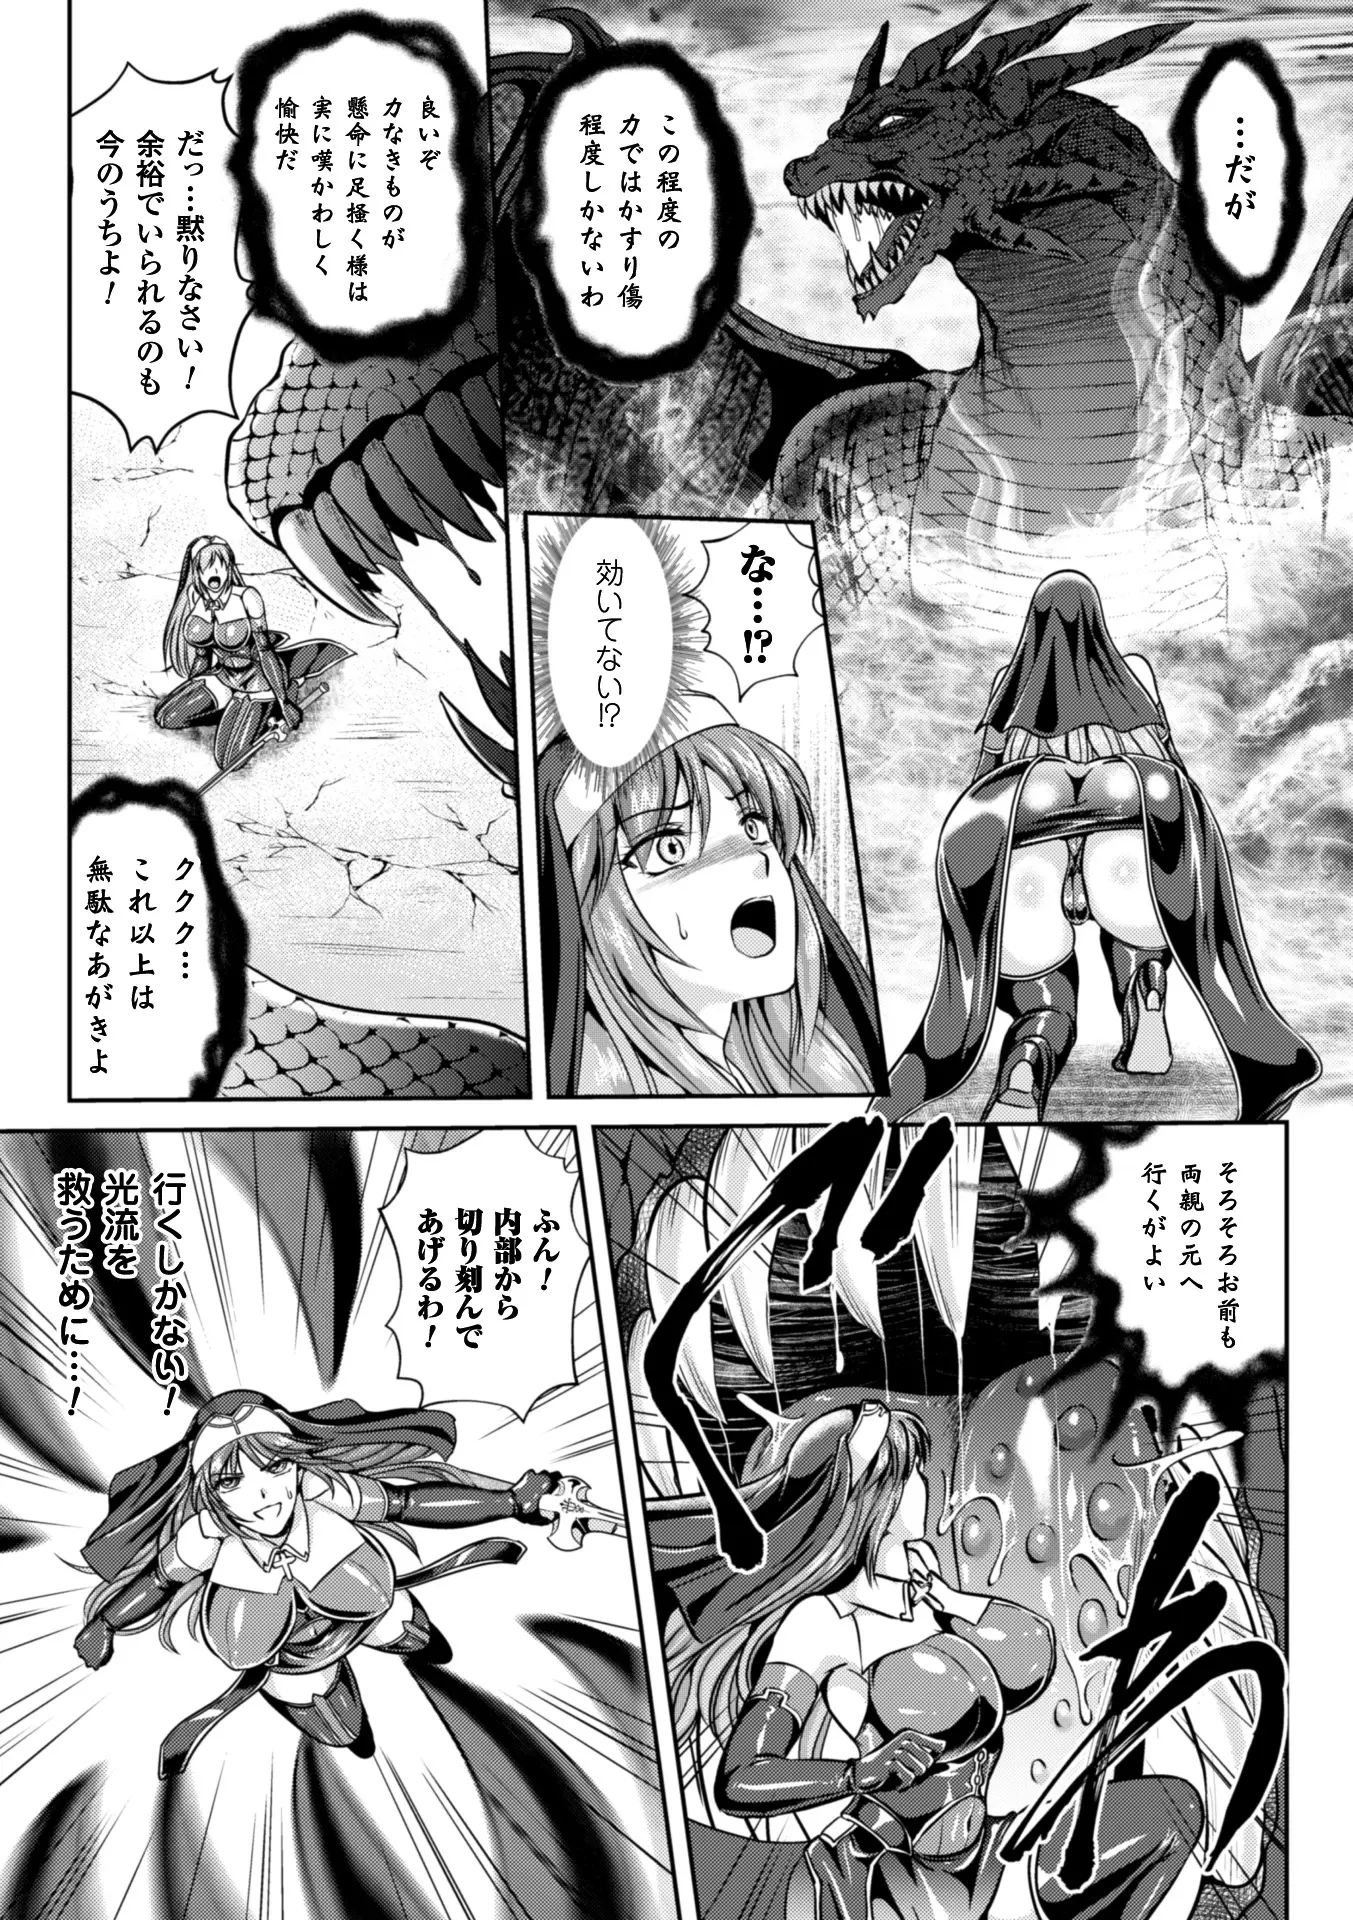 …だが
この程度の
力ではかすり傷
程度しかないわ
な…⁉
効いてない⁉
良いぞ
力なきものが
懸命に足掻く様は
実に嘆かわしく
愉快だ
だっ…黙りなさい！
余裕でいられるのも
今のうちよ！
ククク…
これ以上は
無駄なあがきよ
そろそろお前も
両親の元へ
行くがよい
ふん！
内部から
切り刻んで
あげるわ！
行くしかない！
光流を
救うために…！